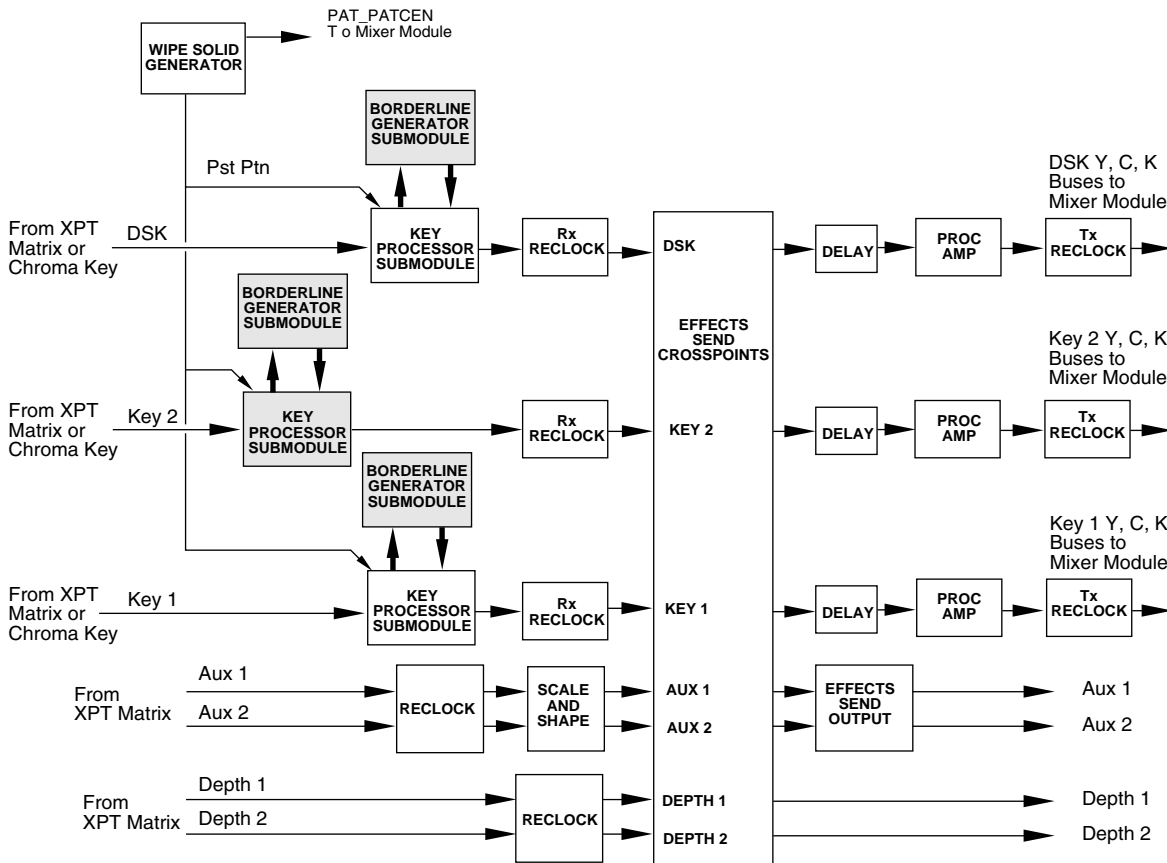 PAT_PATCEN
T o Mixer Module
WIPE SOLID
GENERATOR
BORDERLINE
GENERATOR
SUBMODULE
Pst Ptn
DSK Y, C, K
Buses to
Mixer Module
From XPT
Matrix or
Chroma Key
DSK
KEY
PROCESSOR
SUBMODULE
Rx
RECLOCK
DSK
DELAY
PROC
AMP
Tx
RECLOCK
BORDERLINE
GENERATOR
SUBMODULE
EFFECTS
SEND
CROSSPOINTS
Key 2 Y, C, K
Buses to
Mixer Module
From XPT
Matrix or
Chroma Key
Key 2
KEY
PROCESSOR
SUBMODULE
Rx
RECLOCK
KEY 2
DELAY
PROC
AMP
Tx
RECLOCK
BORDERLINE
GENERATOR
SUBMODULE
Key 1 Y, C, K
Buses to
Mixer Module
From XPT
Matrix or
Chroma Key
Key 1
KEY
PROCESSOR
SUBMODULE
Rx
RECLOCK
KEY 1
DELAY
PROC
AMP
Tx
RECLOCK
From
XPT Matrix
Aux 1
Aux 2
RECLOCK
SCALE
AND
SHAPE
AUX 1
AUX 2
EFFECTS
SEND
OUTPUT
Aux 1
Aux 2
From
XPT Matrix
Depth 1
Depth 2
RECLOCK
DEPTH 1
DEPTH 2
Depth 1
Depth 2